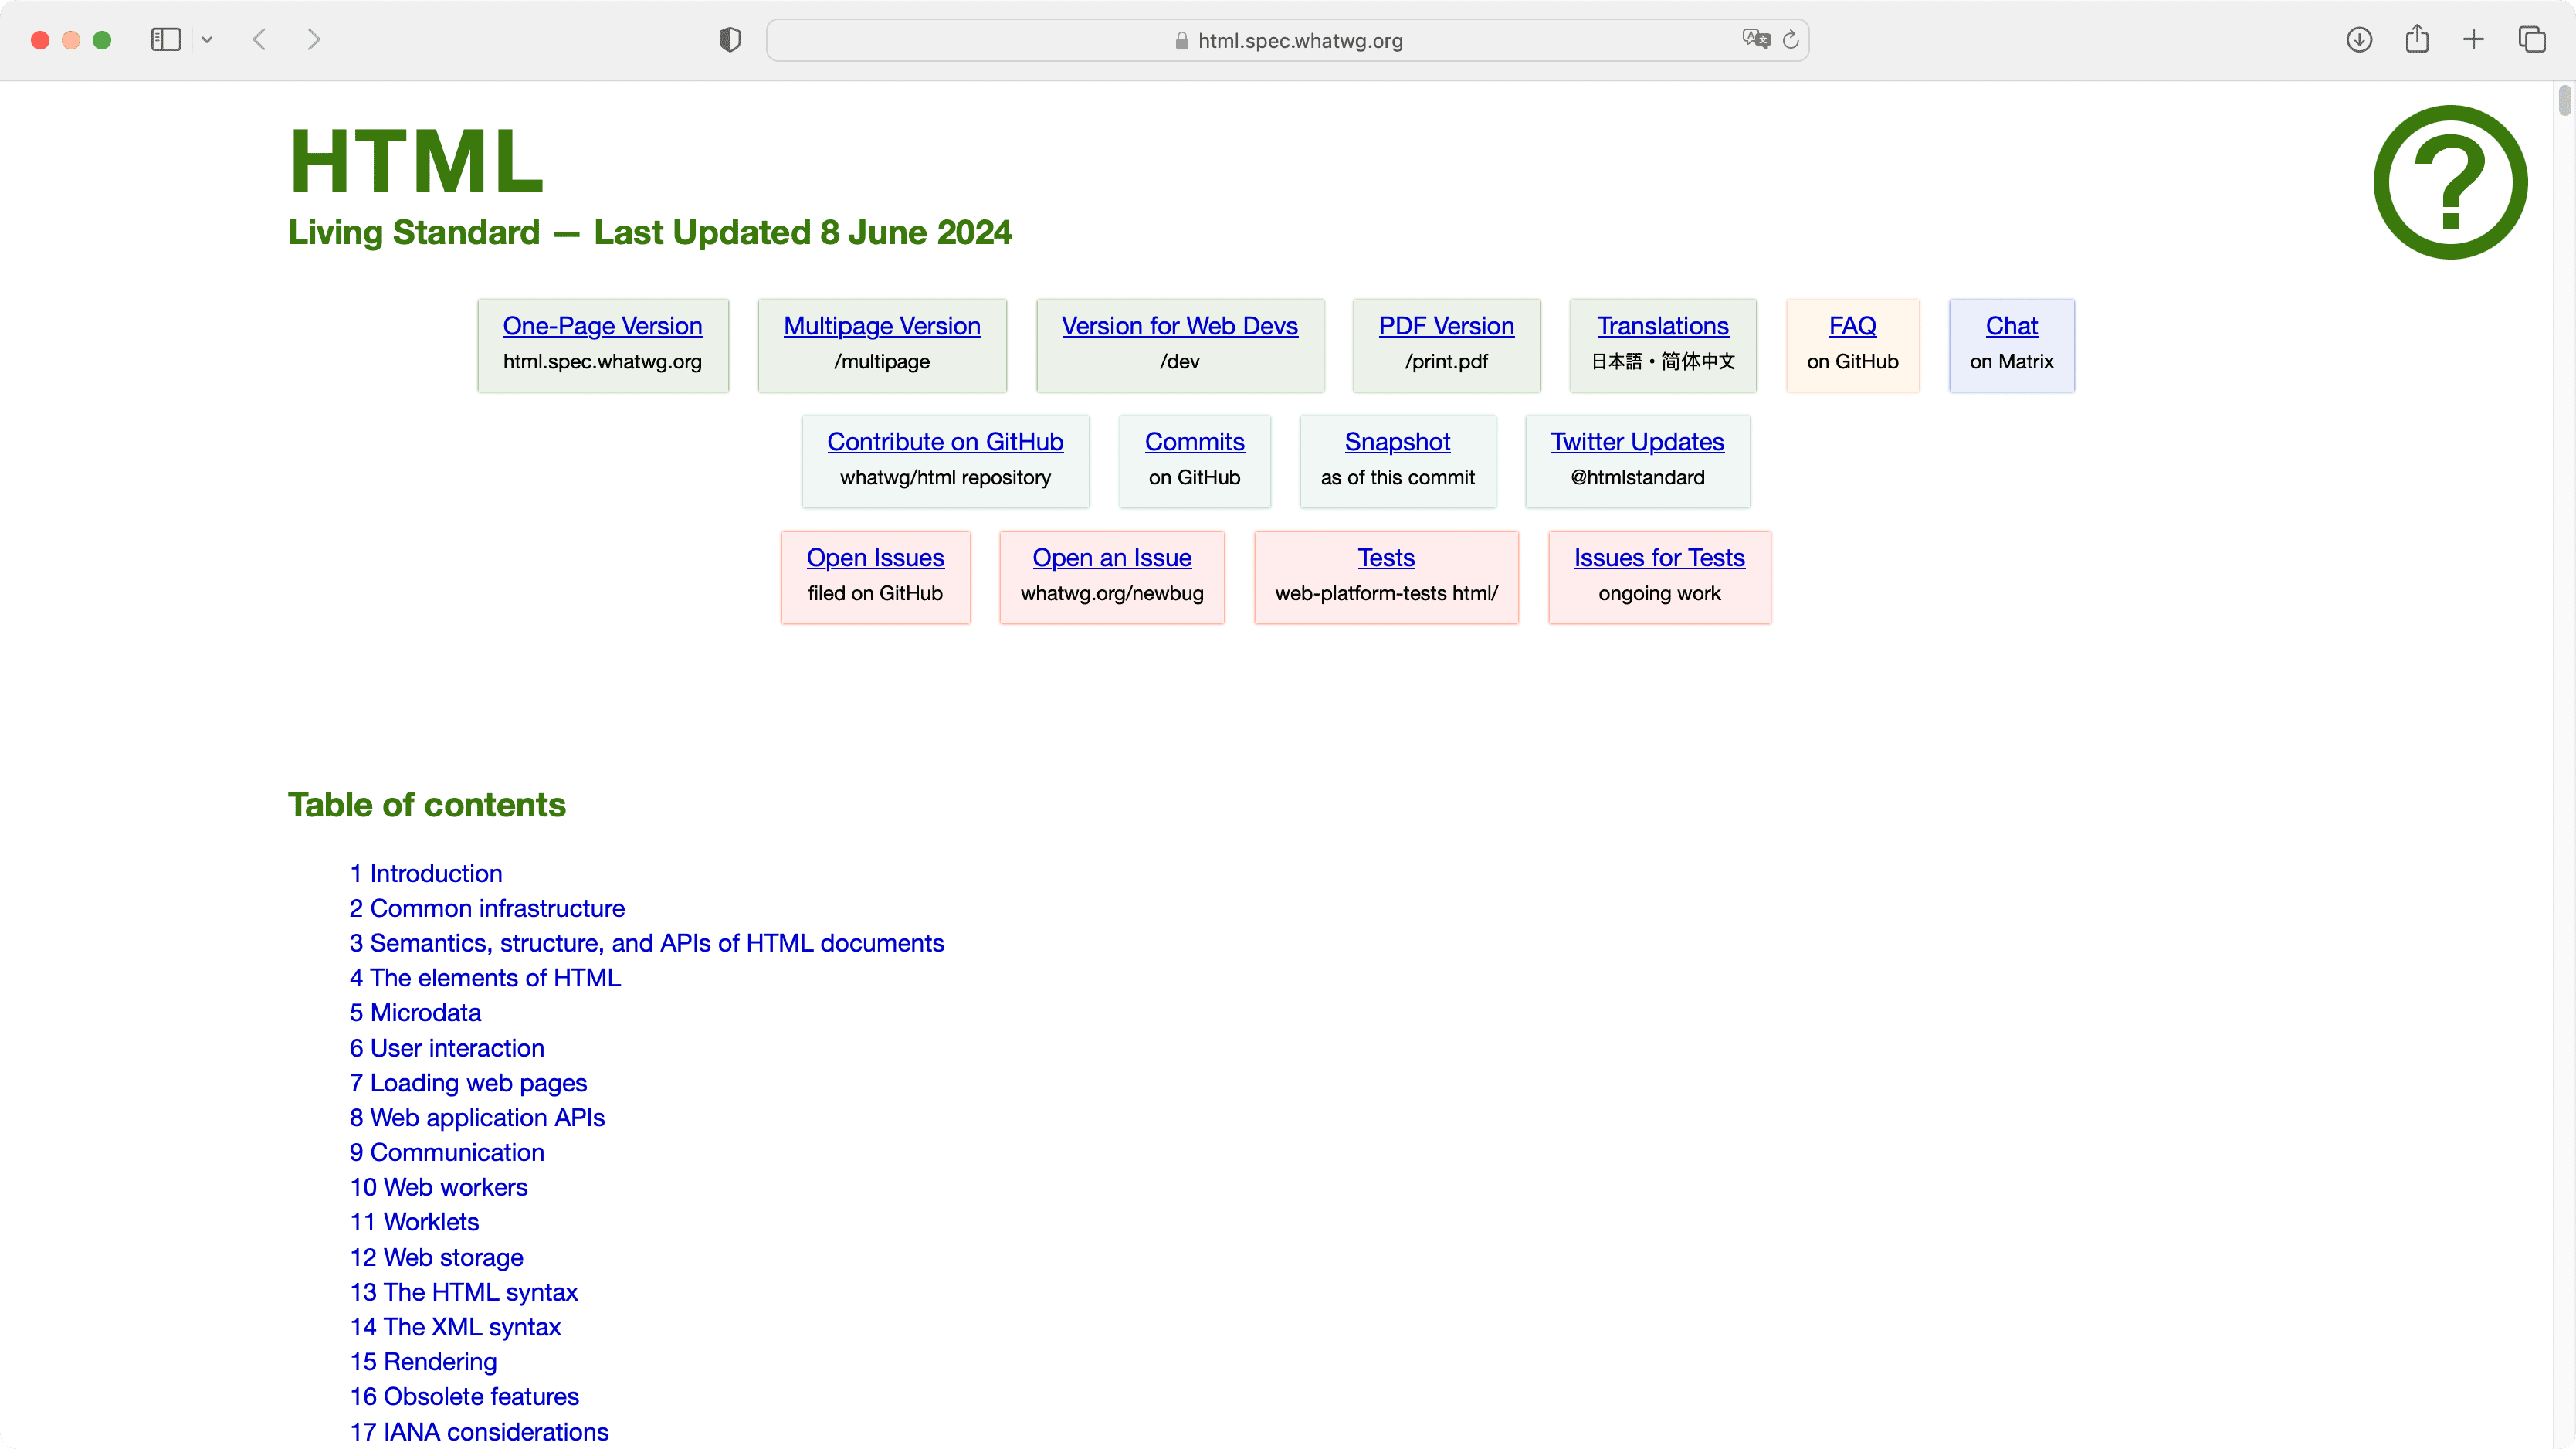 html.spec.whatwg.org
HTML
Living Standard — Last Updated 8 June 2024
One-Page Version
html.spec.whatwg.org
Multipage Version
/multipage
Version for Web Devs
/dev
PDF Version
/print.pdf
Translations
日本語・简体中文
FAQ
on GitHub
Chat
on Matrix
Contribute on GitHub
whatwg/html repository
Commits
on GitHub
Snapshot
as of this commit
Twitter Updates
@htmlstandard
Open Issues
filed on GitHub
Open an Issue
whatwg.org/newbug
Tests
web-platform-tests html/
Issues for Tests
ongoing work
Table of contents
1 Introduction
2 Common infrastructure
3 Semantics, structure, and APIs of HTML documents
4 The elements of HTML
5 Microdata
6 User interaction
7 Loading web pages
8 Web application APIs
9 Communication
10 Web workers
11 Worklets
12 Web storage
13 The HTML syntax
14 The XML syntax
15 Rendering
16 Obsolete features
17 IANA considerations